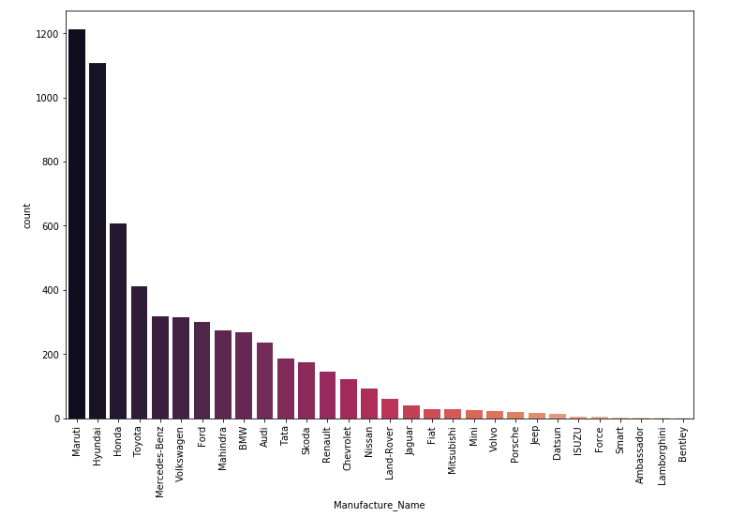 1200
1000
800
600
400
200
0
count
Maruti
Hyundai
Honda
Toyota
Mercedes-Benz
Volkswagen
Ford
Mahindra
BMW
Audi
Tata
Skoda
Renault
Chevrolet
Nissan
Land-Rover
Jaguar
Fiat
Mitsubishi
Mini
Volvo
Porsche
Jeep
Datsun
ISUZU
Force
Smart
Ambassador
Lamborghini
Bentley
Manufacture_Name